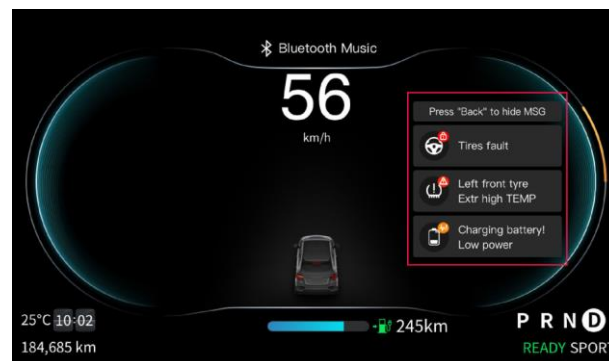 Bluetooth Music
56
km/h
Press "Back" to hide MSG
Tires fault
Left front tyre
Extr high TEMP
Charging battery!
Low power
25°C 10:02
245km
P R N D
184,685 km
READY SPORT